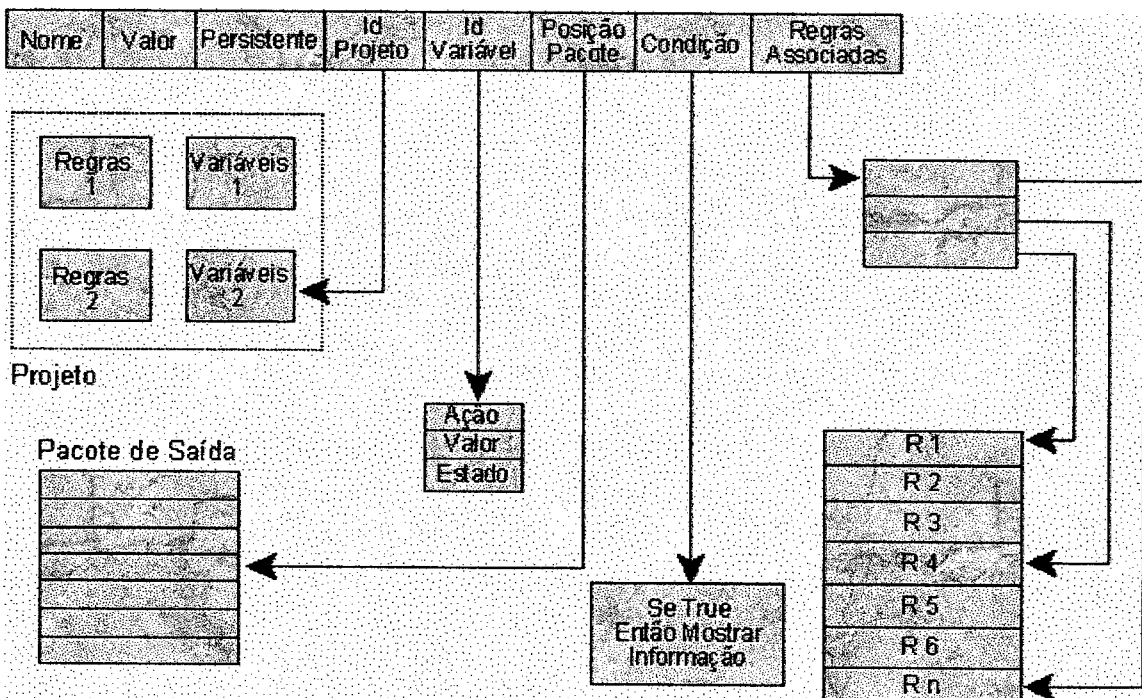 Nome
Valor
Persistente
Id
Projeto
Id
Variável
Posição
Pacote
Condição
Regras
Associadas
Regras
1
Variáveis
1
Regras
2
Variáveis
2
Projeto
Ação
Valor
Estado
Pacote de Saída
Se True
Então Mostrar
Informação
R 1
R 2
R 3
R 4
R 5
R 6
R n